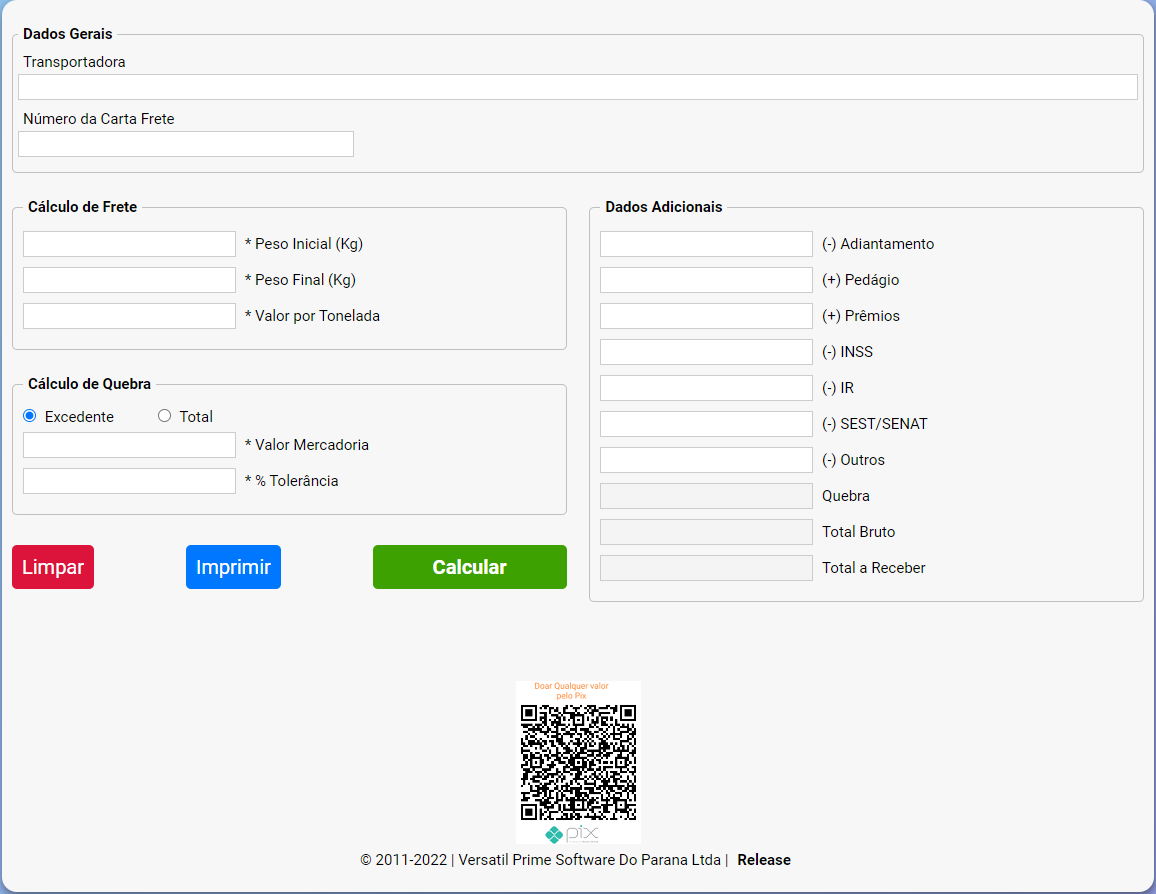 Dados Gerais
Transportadora
Número da Carta Frete
Cálculo de Frete
* Peso Inicial (Kg)
* Peso Final (Kg)
* Valor por Tonelada
Cálculo de Quebra
Excedente Total
* Valor Mercadoria
* % Tolerância
Limpar Imprimir Calcular
Dados Adicionais
(-) Adiantamento
(+) Pedágio
(+) Prêmios
(-) INSS
(-) IR
(-) SEST/SENAT
(-) Outros
Quebra
Total Bruto
Total a Receber
Doar Qualquer valor
pelo Pix
pix
© 2011-2022 | Versatil Prime Software Do Parana Ltda | Release